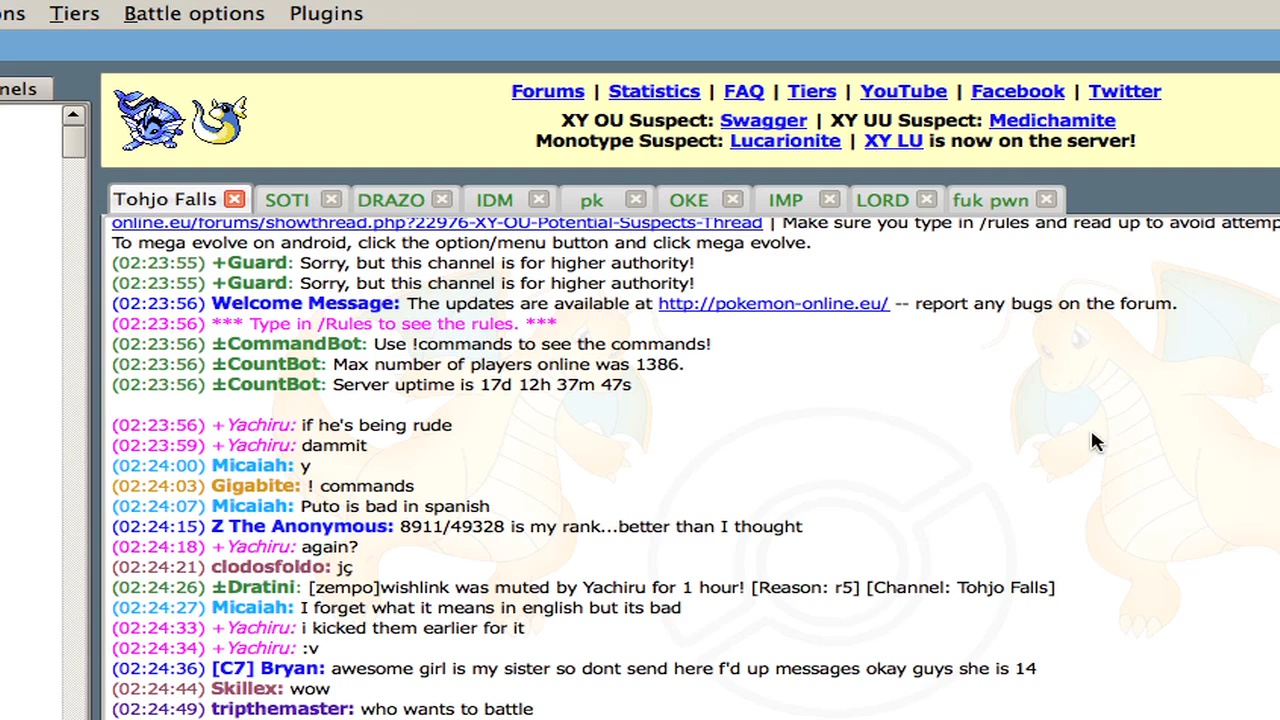 ons Tiers Battle options Plugins
nels
Forums | Statistics | FAQ | Tiers | YouTube | Facebook | Twitter
XY OU Suspect: Swagger | XY UU Suspect: Medichamite
Monotype Suspect: Lucarionite | XY LU is now on the server!
Tohjo Falls SOTI DRAZO IDM pk OKE IMP LORD fuk pwn
online.eu/forums/showthread.php?22976-XY-OU-Potential-Suspects-Thread | Make sure you type in /rules and read up to avoid attemp
To mega evolve on android, click the option/menu button and click mega evolve.
(02:23:55) +Guard: Sorry, but this channel is for higher authority!
(02:23:55) +Guard: Sorry, but this channel is for higher authority!
(02:23:56) Welcome Message: The updates are available at http://pokemon-online.eu/ -- report any bugs on the forum.
(02:23:56) *** Type in /Rules to see the rules. ***
(02:23:56) ±CommandBot: Use !commands to see the commands!
(02:23:56) ±CountBot: Max number of players online was 1386.
(02:23:56) ±CountBot: Server uptime is 17d 12h 37m 47s
(02:23:56) +Yachiru: if he's being rude
(02:23:59) +Yachiru: dammit
(02:24:00) Micaiah: y
(02:24:03) Gigabite: ! commands
(02:24:07) Micaiah: Puto is bad in spanish
(02:24:15) Z The Anonymous: 8911/49328 is my rank...better than I thought
(02:24:18) +Yachiru: again?
(02:24:21) clodosfoldo: jç
(02:24:26) ±Dratini: [zempo]wishlink was muted by Yachiru for 1 hour! [Reason: r5] [Channel: Tohjo Falls]
(02:24:27) Micaiah: I forget what it means in english but its bad
(02:24:33) +Yachiru: i kicked them earlier for it
(02:24:34) +Yachiru: :v
(02:24:36) [C7] Bryan: awesome girl is my sister so dont send here f'd up messages okay guys she is 14
(02:24:44) Skillex: wow
(02:24:49) tripthemaster: who wants to battle